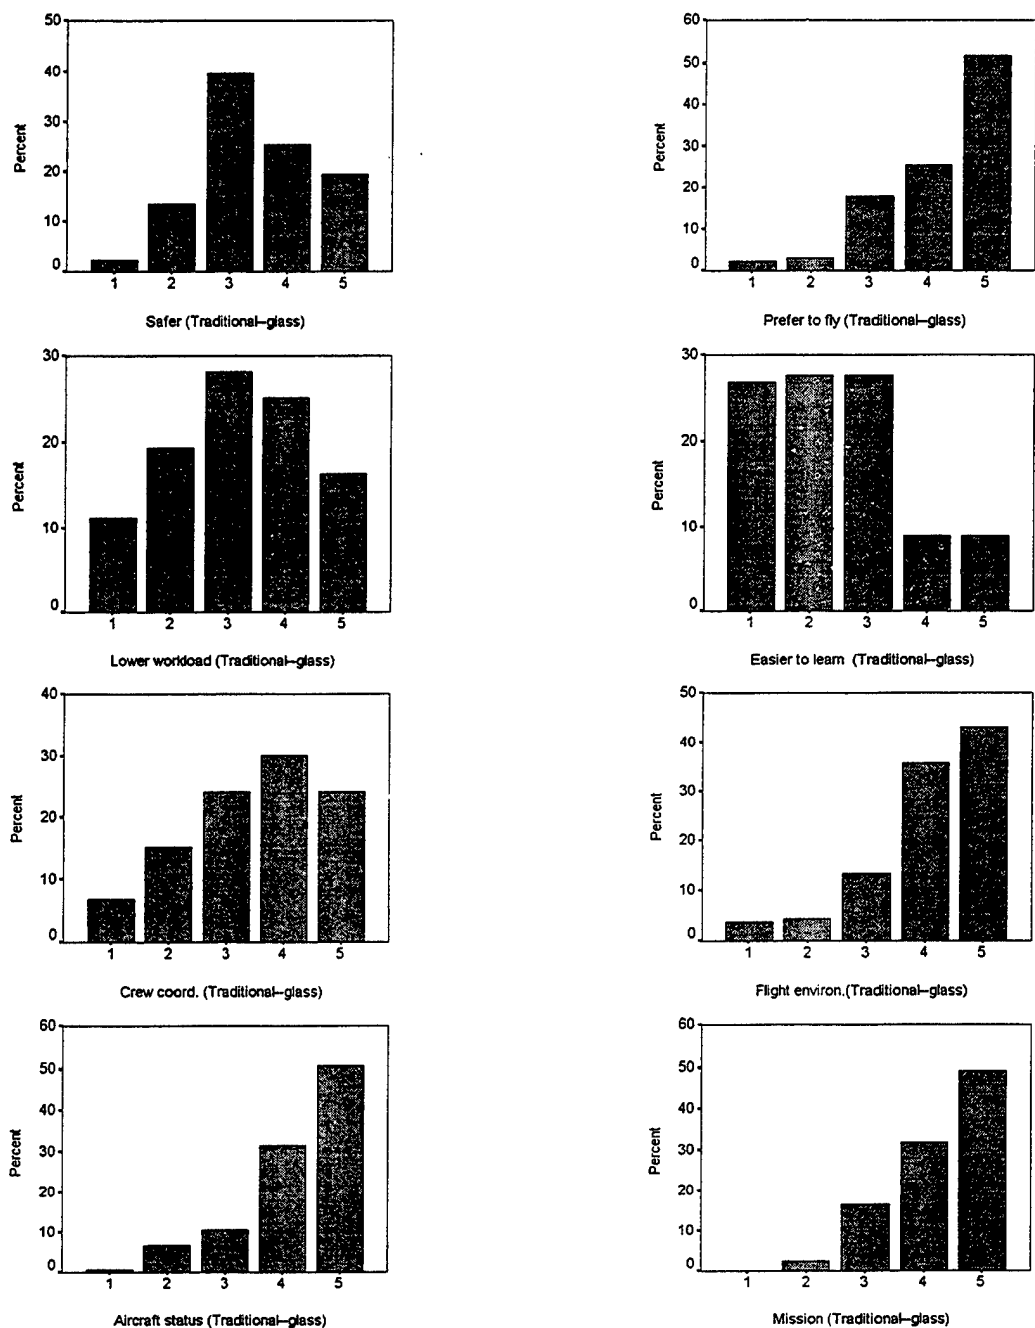 50
40
30
20
10
0
Percent
1 2 3 4 5
Safer (Traditional–glass)
60
50
40
30
20
10
0
Percent
1 2 3 4 5
Prefer to fly (Traditional–glass)
30
20
10
0
Percent
1 2 3 4 5
Lower workload (Traditional–glass)
30
20
10
0
Percent
1 2 3 4 5
Easier to learn (Traditional–glass)
40
30
20
10
0
Percent
1 2 3 4 5
Crew coord. (Traditional–glass)
50
40
30
20
10
0
Percent
1 2 3 4 5
Flight environ.(Traditional–glass)
60
50
40
30
20
10
0
Percent
1 2 3 4 5
Aircraft status (Traditional–glass)
60
50
40
30
20
10
0
Percent
1 2 3 4 5
Mission (Traditional–glass)